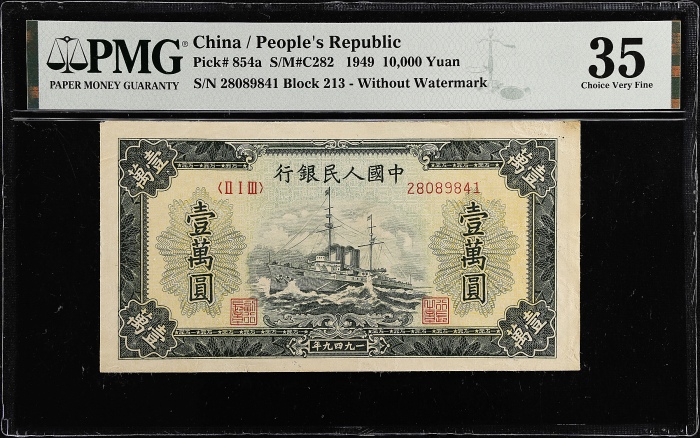 PMG
PAPER MONEY GUARANTY
China / People's Republic
Pick# 854a S/M#C282 1949 10,000 Yuan
S/N 28089841 Block 213 - Without Watermark
35
Choice Very Fine
壹萬
壹萬
行銀民人國中
〈II I III〉
28089841
壹萬圓
壹萬圓
壹萬
壹萬
年九四九一